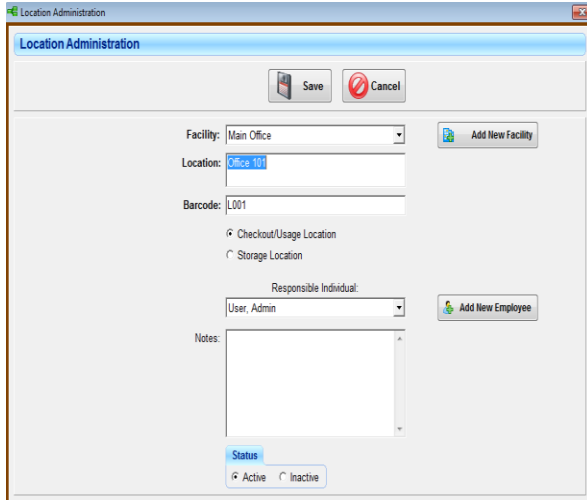 Location Administration
Location Administration
Save Cancel
Facility: Main Office Add New Facility
Location: Office 101
Barcode: L001
Checkout/Usage Location
Storage Location
Responsible Individual:
User, Admin Add New Employee
Notes:
Status
Active Inactive